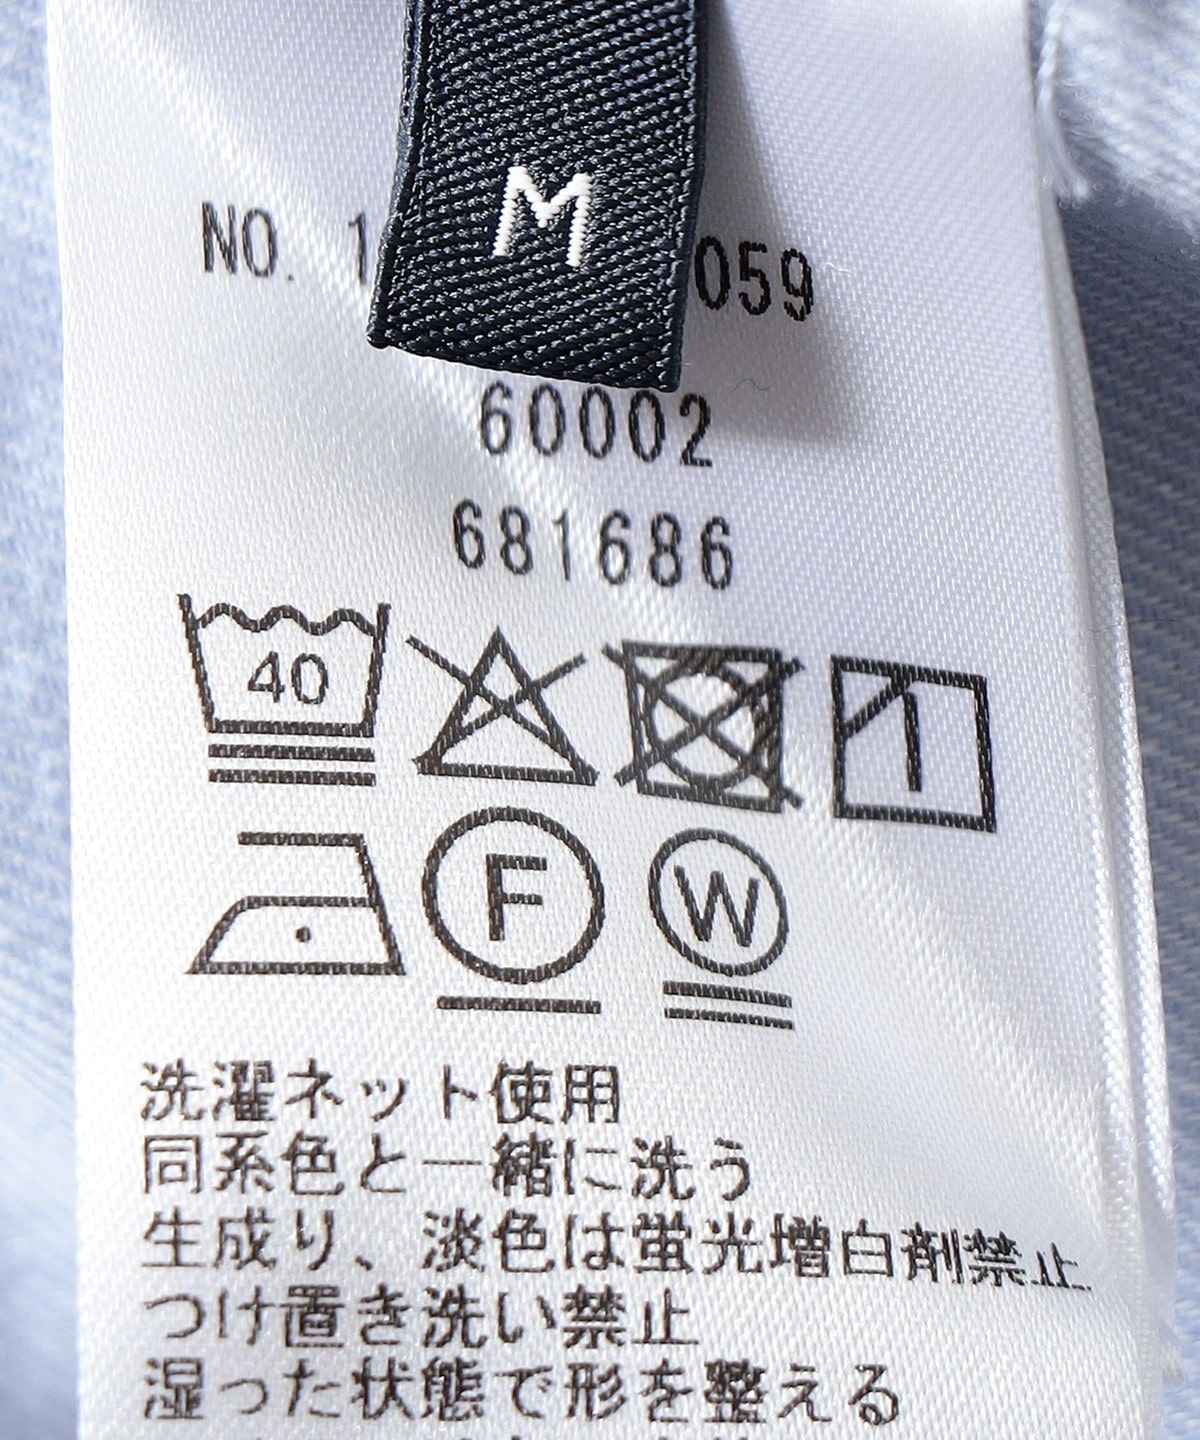 M
NO. 1 059
60002
681686
40
F
W
洗濯ネット使用
同系色と一緒に洗う
生成り、淡色は蛍光増白剤禁止
つけ置き洗い禁止
湿った状態で形を整える